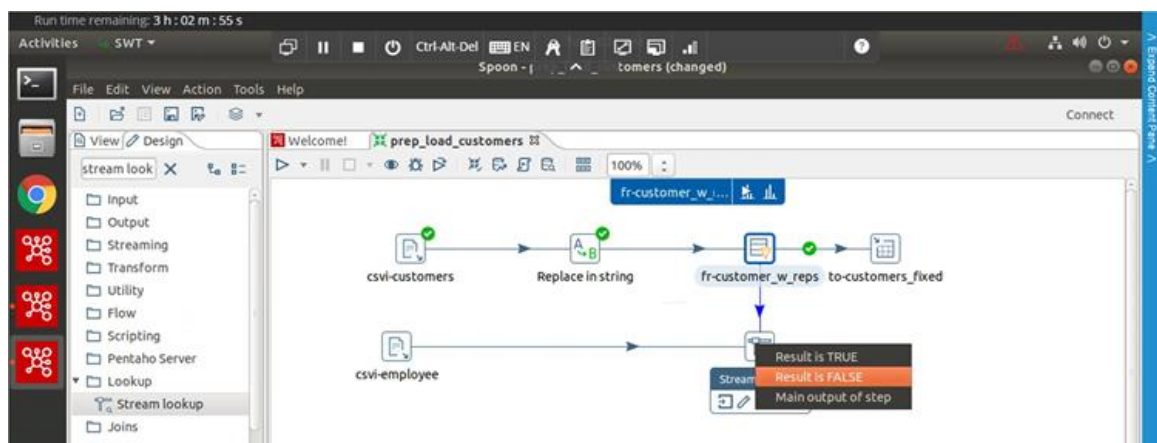 Run time remaining: 3 h : 02 m : 55 s
Activities SWT Ctrl-Alt-Del EN ?
Spoon - tomers (changed)
File Edit View Action Tools Help
Connect
View Design Welcome! prep_load_customers
stream look 100%
Input
Output
Streaming
Transform
Utility
Flow
Scripting
Pentaho Server
Lookup
Stream lookup
Joins
fr-customer_w_...
csvi-customers Replace in string fr-customer_w_reps to-customers_fixed
csvi-employee
Stream
Result is TRUE
Result is FALSE
Main output of step
Expand Content Pane